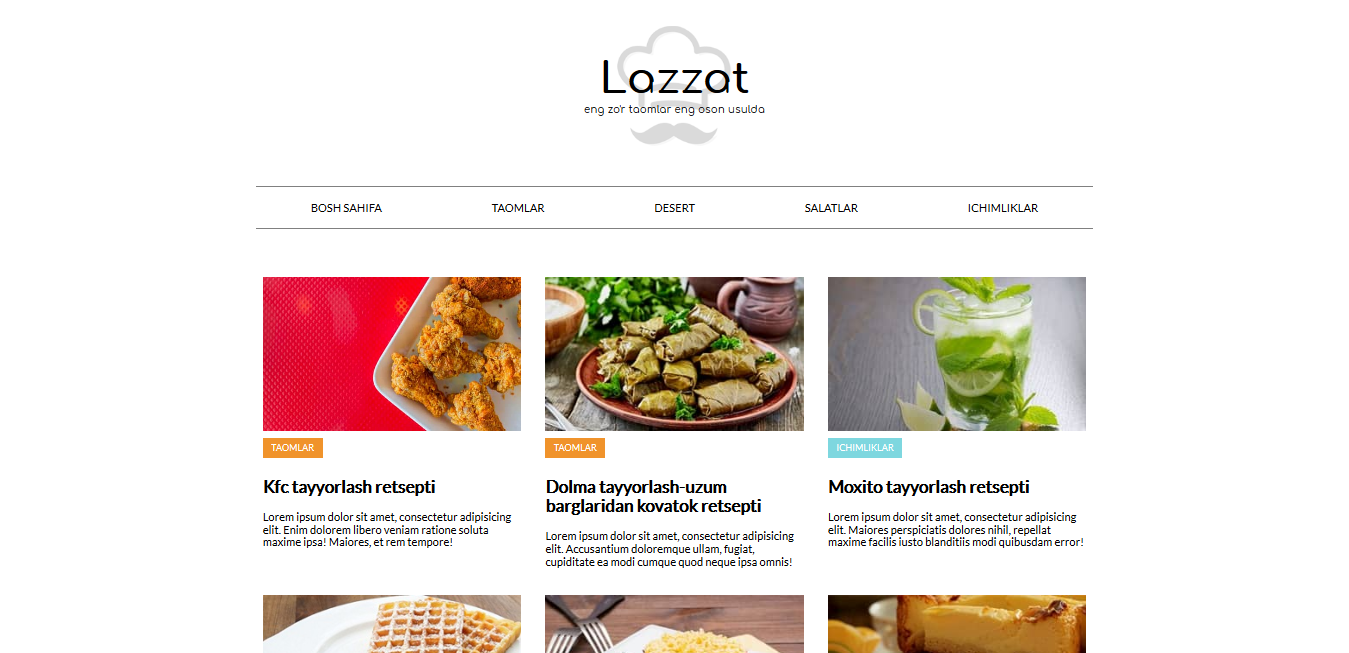 Lazzat
eng zo'r taomlar eng oson usulda
BOSH SAHIFA
TAOMLAR
DESERT
SALATLAR
ICHIMLIKLAR
TAOMLAR
Kfc tayyorlash retsepti
Lorem ipsum dolor sit amet, consectetur adipisicing
elit. Enim dolorem libero veniam ratione soluta
maxime ipsa! Maiores, et rem tempore!
TAOMLAR
Dolma tayyorlash-uzum
barglaridan kovatok retsepti
Lorem ipsum dolor sit amet, consectetur adipisicing
elit. Accusantium doloremque ullam, fugiat,
cupiditate ea modi cumque quod neque ipsa omnis!
ICHIMLIKLAR
Moxito tayyorlash retsepti
Lorem ipsum dolor sit amet, consectetur adipisicing
elit. Maiores perspiciatis dolores nihil, repellat
maxime facilis iusto blanditiis modi quibusdam error!